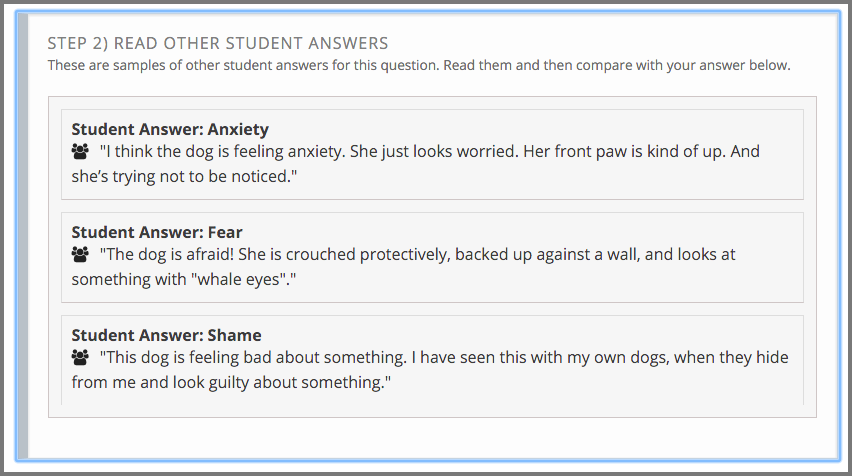 STEP 2) READ OTHER STUDENT ANSWERS
These are samples of other student answers for this question. Read them and then compare with your answer below.
Student Answer: Anxiety
"I think the dog is feeling anxiety. She just looks worried. Her front paw is kind of up. And
she’s trying not to be noticed."
Student Answer: Fear
"The dog is afraid! She is crouched protectively, backed up against a wall, and looks at
something with "whale eyes"."
Student Answer: Shame
"This dog is feeling bad about something. I have seen this with my own dogs, when they hide
from me and look guilty about something."